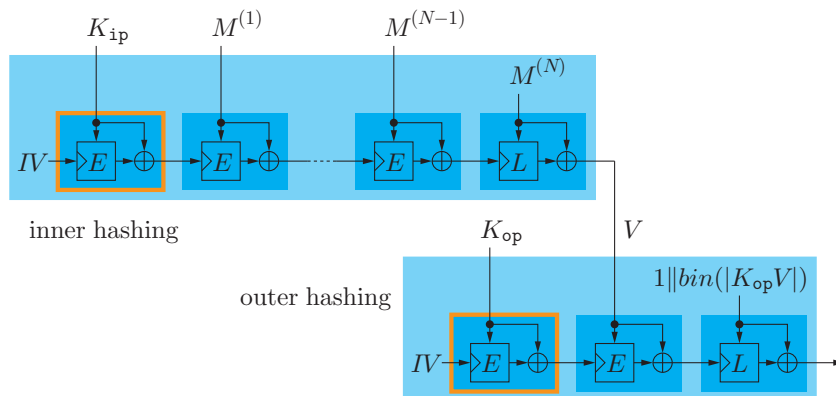 K_ip M^(1) M^(N−1) M^(N)
IV E E E L
inner hashing
K_op V
outer hashing
1‖bin(|K_op V|)
IV E E L